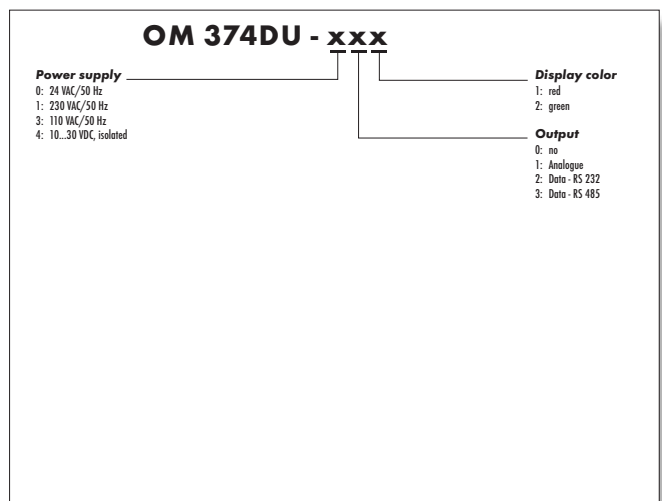 OM 374DU - xxx
Power supply
0: 24 VAC/50 Hz
1: 230 VAC/50 Hz
3: 110 VAC/50 Hz
4: 10...30 VDC, isolated
Display color
1: red
2: green
Output
0: no
1: Analogue
2: Data - RS 232
3: Data - RS 485